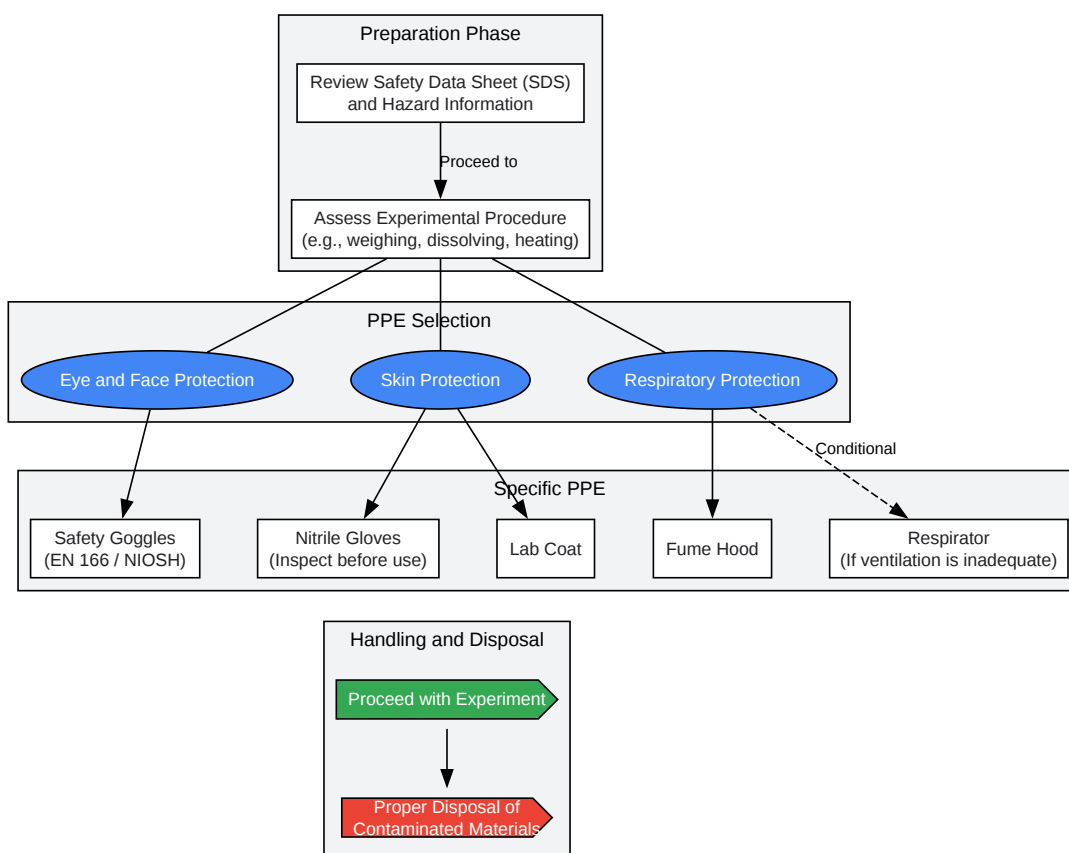 Preparation Phase
Review Safety Data Sheet (SDS)
and Hazard Information
Proceed to
Assess Experimental Procedure
(e.g., weighing, dissolving, heating)
PPE Selection
Eye and Face Protection
Skin Protection
Respiratory Protection
Conditional
Specific PPE
Safety Goggles
(EN 166 / NIOSH)
Nitrile Gloves
(Inspect before use)
Lab Coat
Fume Hood
Respirator
(If ventilation is inadequate)
Handling and Disposal
Proceed with Experiment
Proper Disposal of
Contaminated Materials